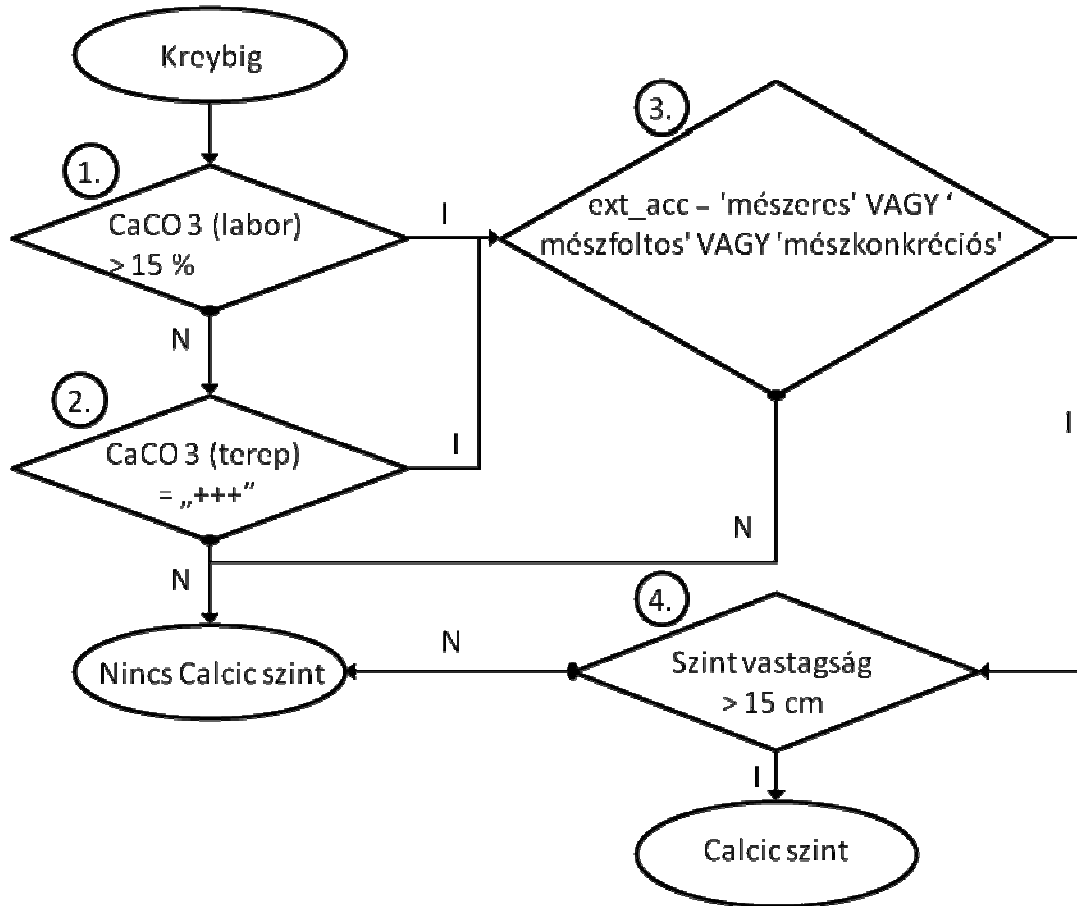 Kreybig
1.
CaCO 3 (labor)
> 15 %
I
N
2.
CaCO 3 (terep)
= „+++”
I
N
3.
ext_acc = 'mészeres' VAGY '
mészfoltos' VAGY 'mészkonkréciós'
I
N
4.
Szint vastagság
> 15 cm
N
Nincs Calcic szint
I
Calcic szint